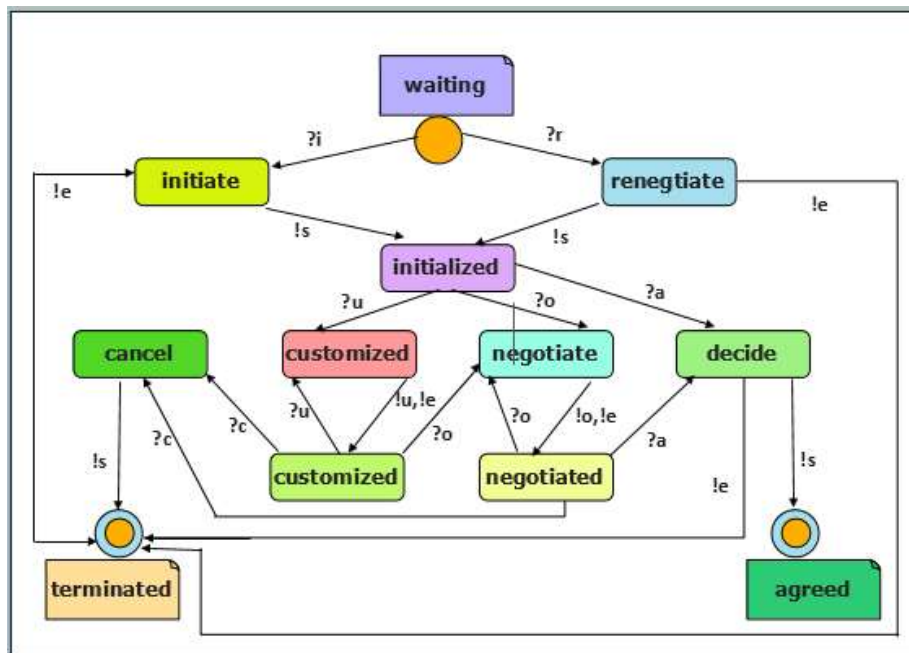 waiting
?i
?r
initiate
renegtiate
!e
!e
!s
!s
initialized
?u
?o
?a
cancel
customized
negotiate
decide
?c
?c
?u
!u,!e
?o
?o
!o,!e
?a
!s
!s
customized
negotiated
!e
terminated
agreed